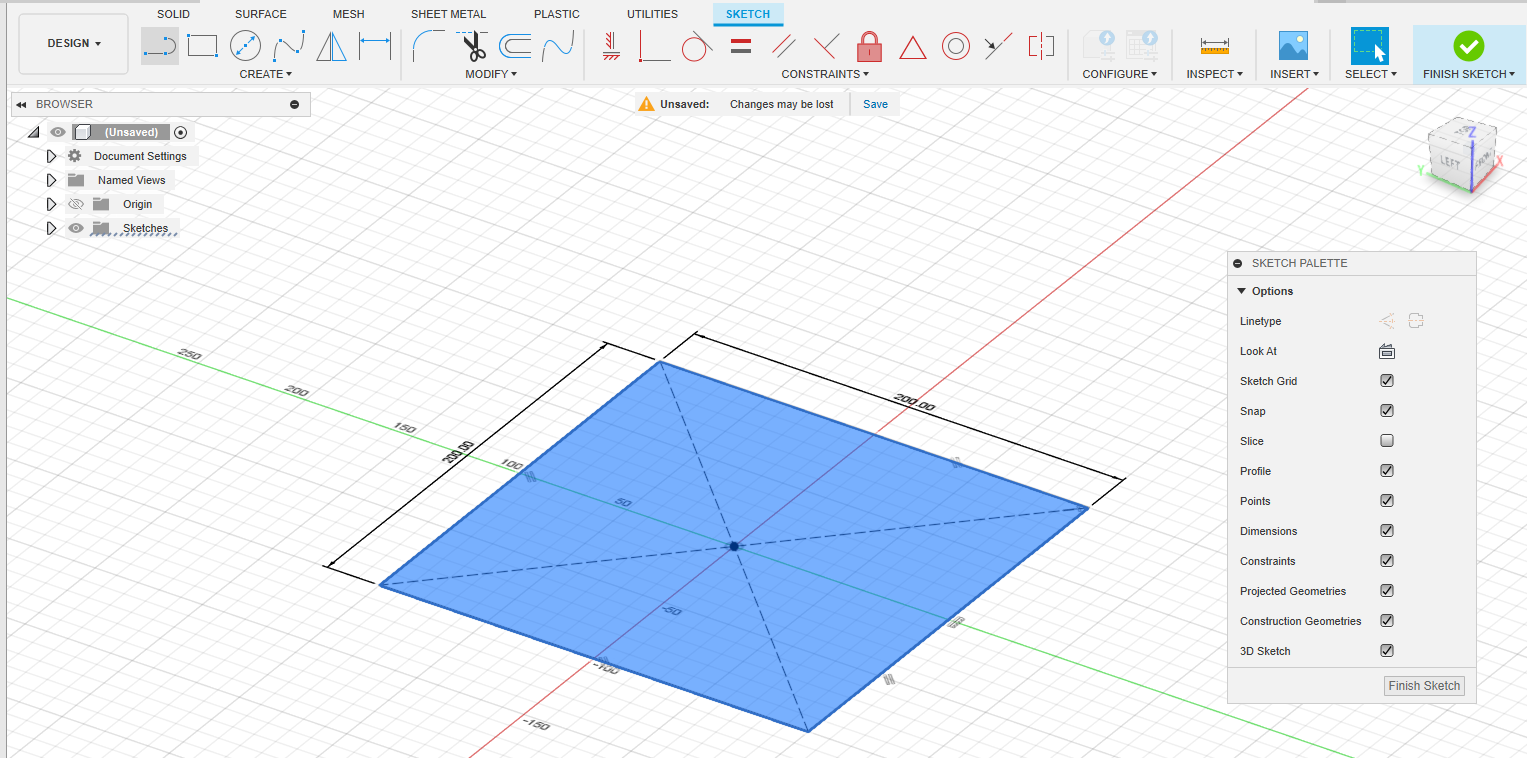 SOLID SURFACE MESH SHEET METAL PLASTIC UTILITIES SKETCH
DESIGN
CREATE MODIFY CONSTRAINTS CONFIGURE INSPECT INSERT SELECT FINISH SKETCH
BROWSER
Unsaved: Changes may be lost Save
(Unsaved)
Document Settings
Named Views
Origin
Sketches
Z
LEFT
X
Y
SKETCH PALETTE
Options
Linetype
Look At
Sketch Grid
Snap
Slice
Profile
Points
Dimensions
Constraints
Projected Geometries
Construction Geometries
3D Sketch
Finish Sketch
250
200
150
100
50
200.00
200.00
-50
-100
-150